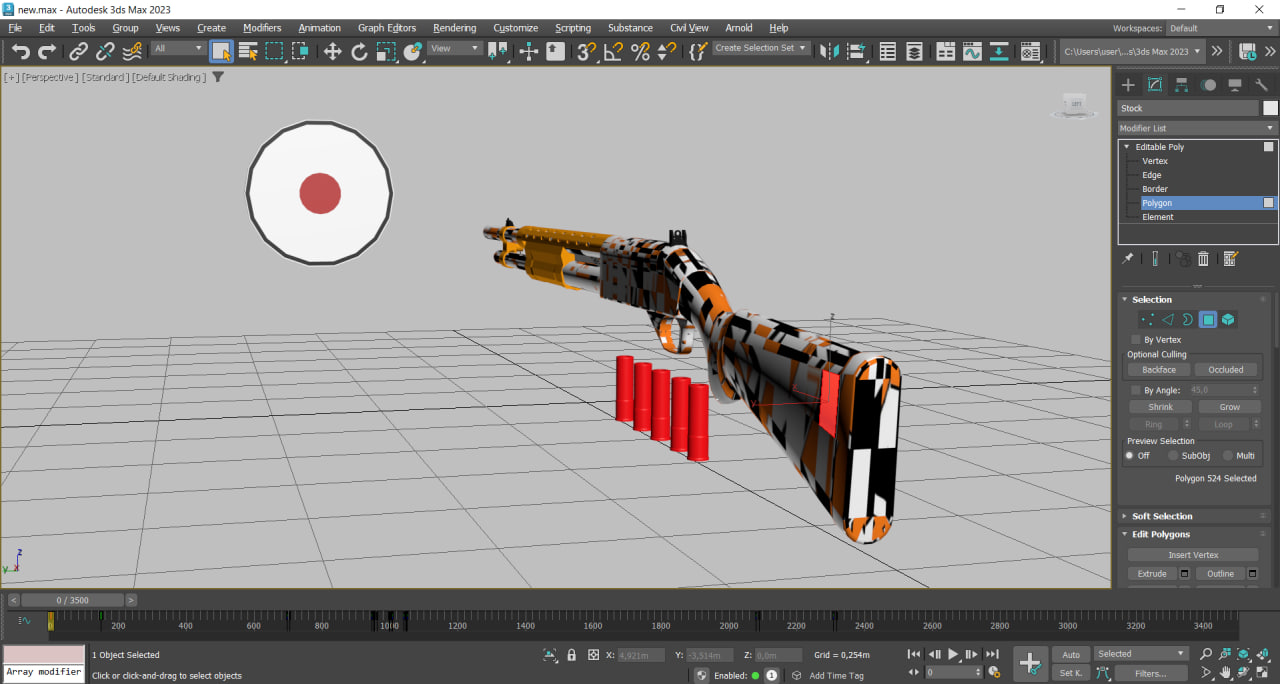 new.max - Autodesk 3ds Max 2023
File Edit Tools Group Views Create Modifiers Animation Graph Editors Rendering Customize Scripting Substance Civil View Arnold Help
Workspaces: Default
All View Create Selection Set C:\Users\user\...s\3ds Max 2023
[+] [Perspective ] [Standard ] [Default Shading ]
Stock
Modifier List
Editable Poly
Vertex
Edge
Border
Polygon
Element
Selection
By Vertex
Optional Culling
Backface Occluded
By Angle: 45,0
Shrink Grow
Ring Loop
Preview Selection
Off SubObj Multi
Polygon 524 Selected
Soft Selection
Edit Polygons
Insert Vertex
Extrude Outline
z
z
y x
< 0 / 3500 >
0 200 400 600 800 1000 1200 1400 1600 1800 2000 2200 2400 2600 2800 3000 3200 3400
1 Object Selected X: 4,921m Y: -3,514m Z: 0,0m Grid = 0,254m Auto Selected
Array modifier Click or click-and-drag to select objects Enabled: 1 Add Time Tag 0 Set K. Filters...